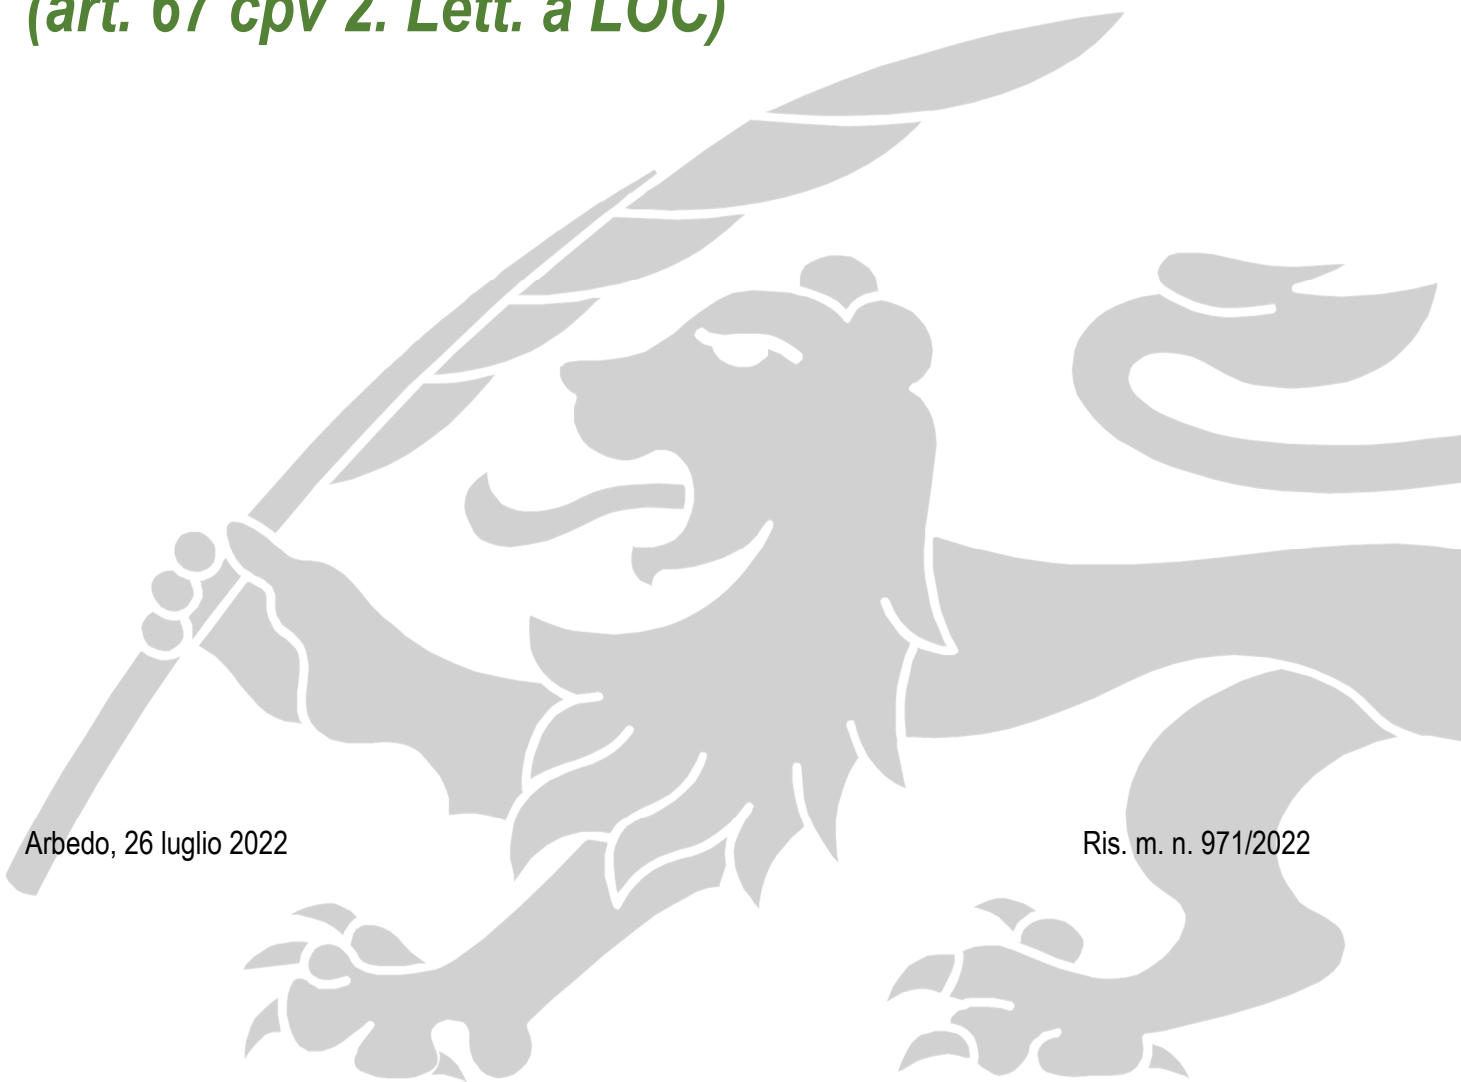 (art. 67 cpv 2. Lett. a LOC)
Arbedo, 26 luglio 2022
Ris. m. n. 971/2022